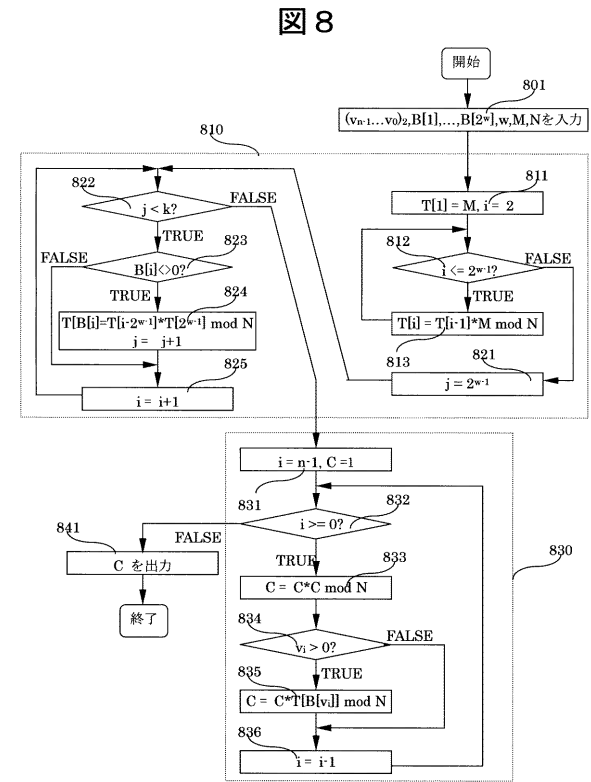 図8
開始
801
(vn-1…v0)2,B[1],…,B[2w],w,M,Nを入力
810
811
T[1] = M, i = 2
812
i <= 2w-1?
FALSE
TRUE
T[i] = T[i-1]*M mod N
813
821
j = 2w-1
822
j < k?
FALSE
TRUE
823
FALSE
B[i]<>0?
TRUE
824
T[B[i]=T[i-2w-1]*T[2w-1] mod N
j = j+1
825
i = i+1
i = n-1, C =1
831
832
i >= 0?
FALSE
841
C を出力
終了
TRUE
833
830
C = C*C mod N
834
vi > 0?
FALSE
TRUE
835
C = C*T[B[vi]] mod N
836
i = i-1